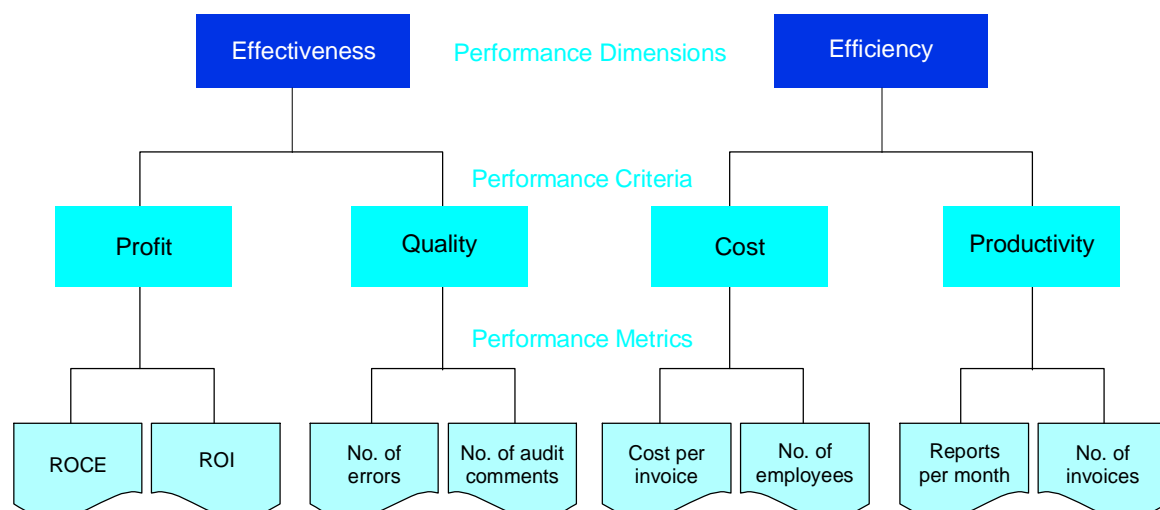 Effectiveness
Performance Dimensions
Efficiency
Performance Criteria
Profit
Quality
Cost
Productivity
Performance Metrics
ROCE
ROI
No. of
errors
No. of audit
comments
Cost per
invoice
No. of
employees
Reports
per month
No. of
invoices